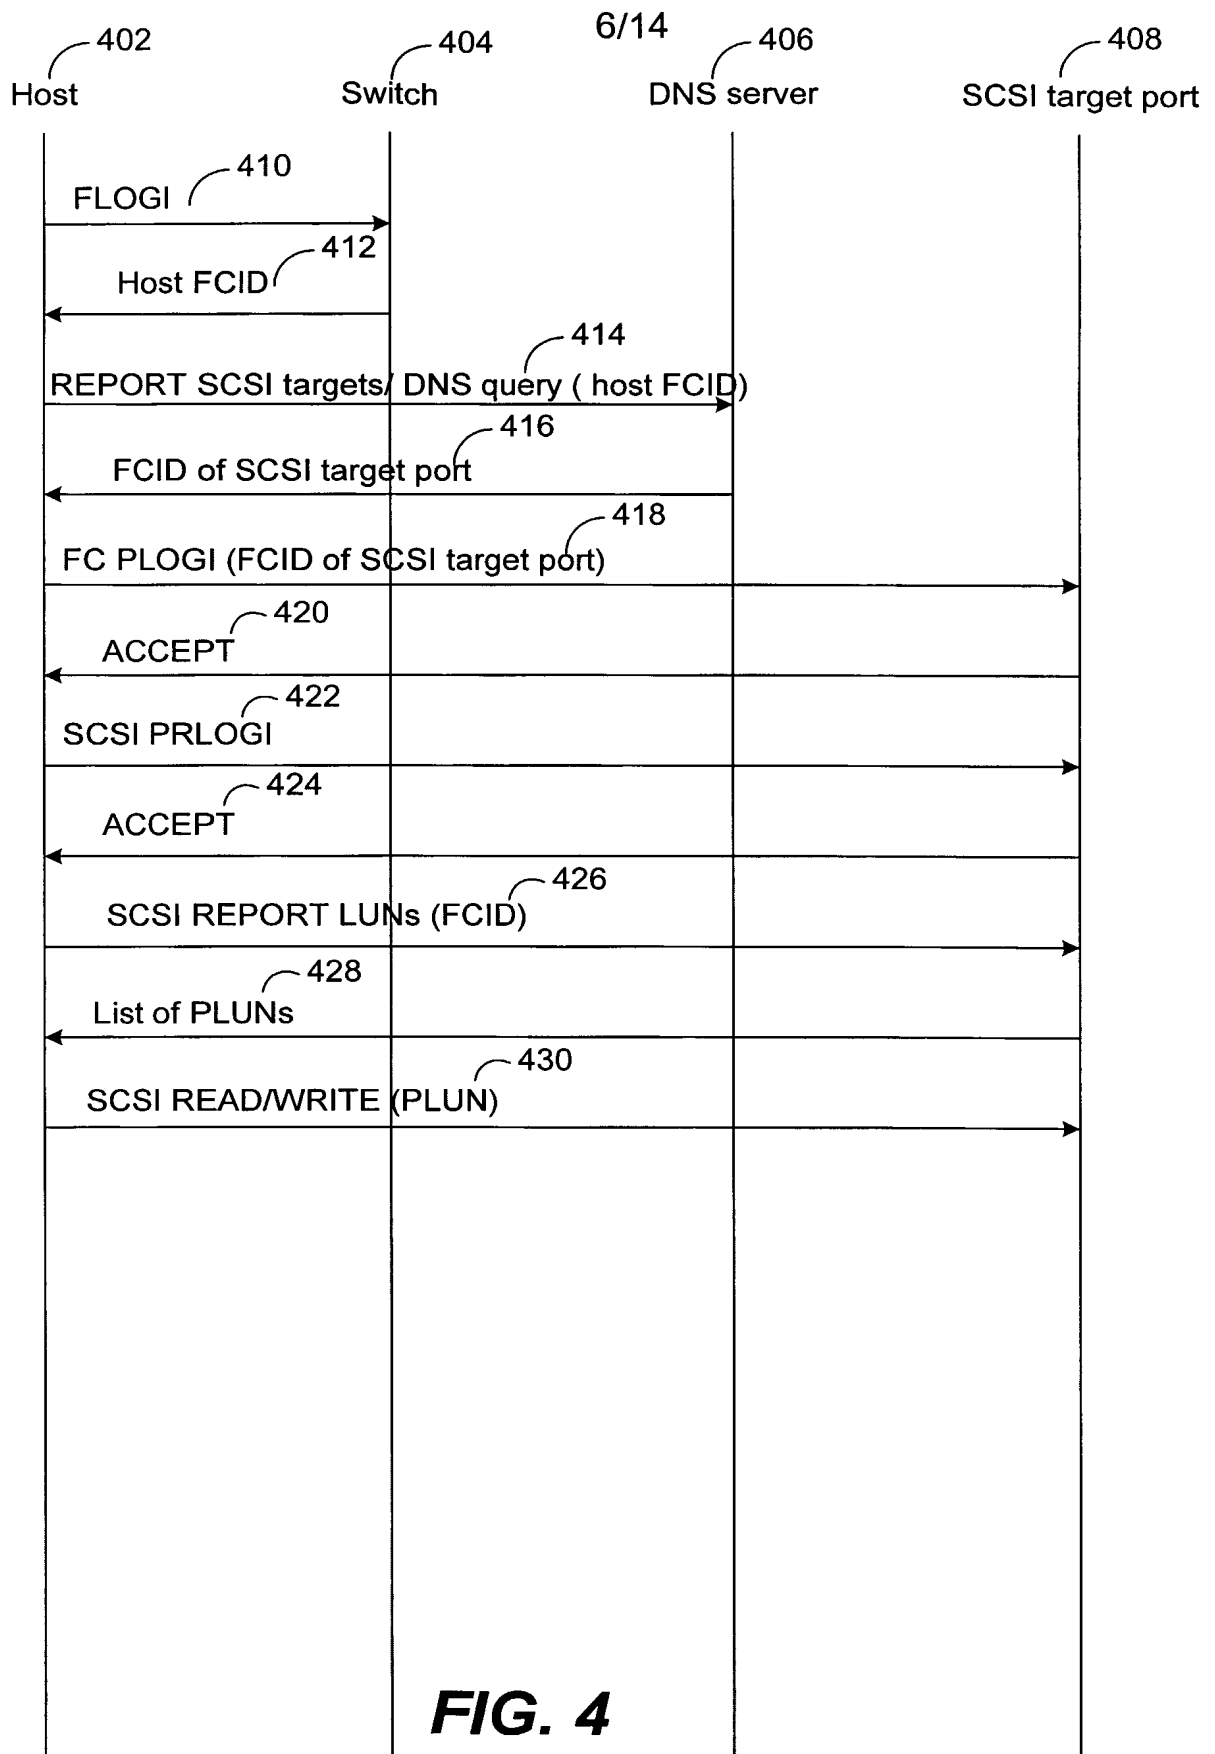 6/14
402
404
406
408
Host
Switch
DNS server
SCSI target port
410
FLOGI
412
Host FCID
414
REPORT SCSI targets/ DNS query ( host FCID)
416
FCID of SCSI target port
418
FC PLOGI (FCID of SCSI target port)
420
ACCEPT
422
SCSI PRLOGI
424
ACCEPT
426
SCSI REPORT LUNs (FCID)
428
List of PLUNs
430
SCSI READ/WRITE (PLUN)
FIG. 4